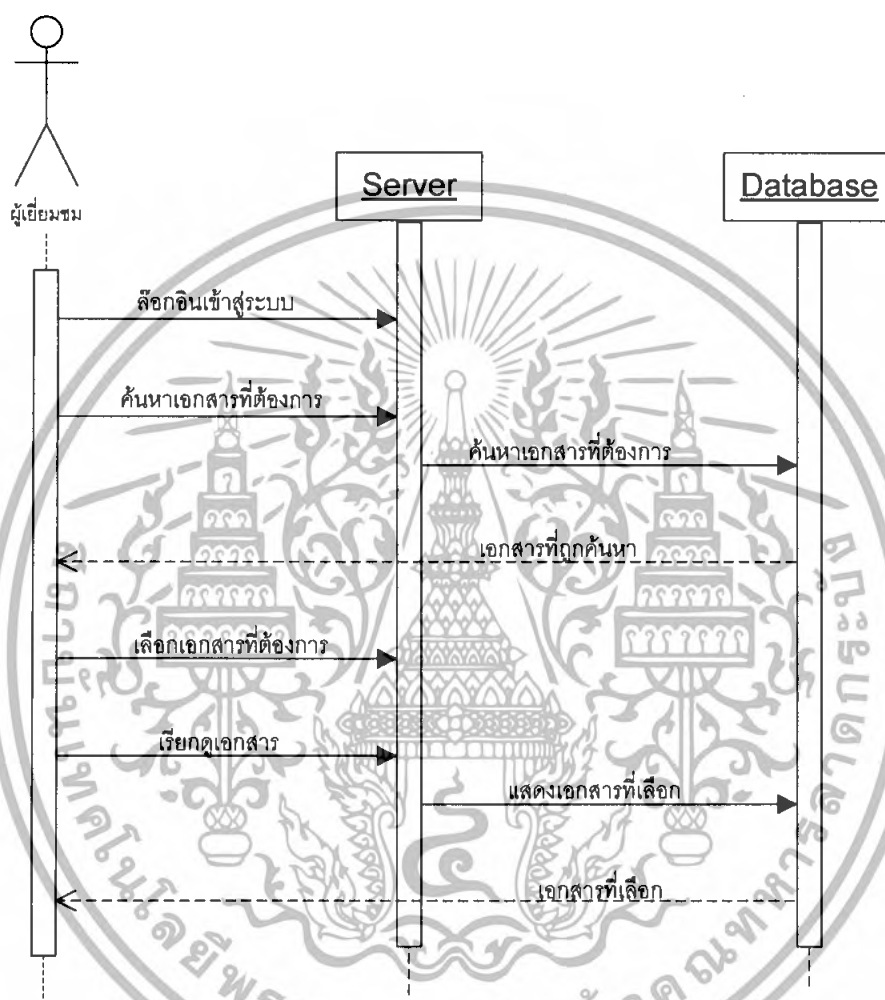 Server
Database
ผู้เยี่ยมชม
ล๊อกอินเข้าสู่ระบบ
ค้นหาเอกสารที่ต้องการ
ค้นหาเอกสารที่ต้องการ
เอกสารที่ถูกค้นหา
เลือกเอกสารที่ต้องการ
เรียกดูเอกสาร
แสดงเอกสารที่เลือก
เอกสารที่เลือก